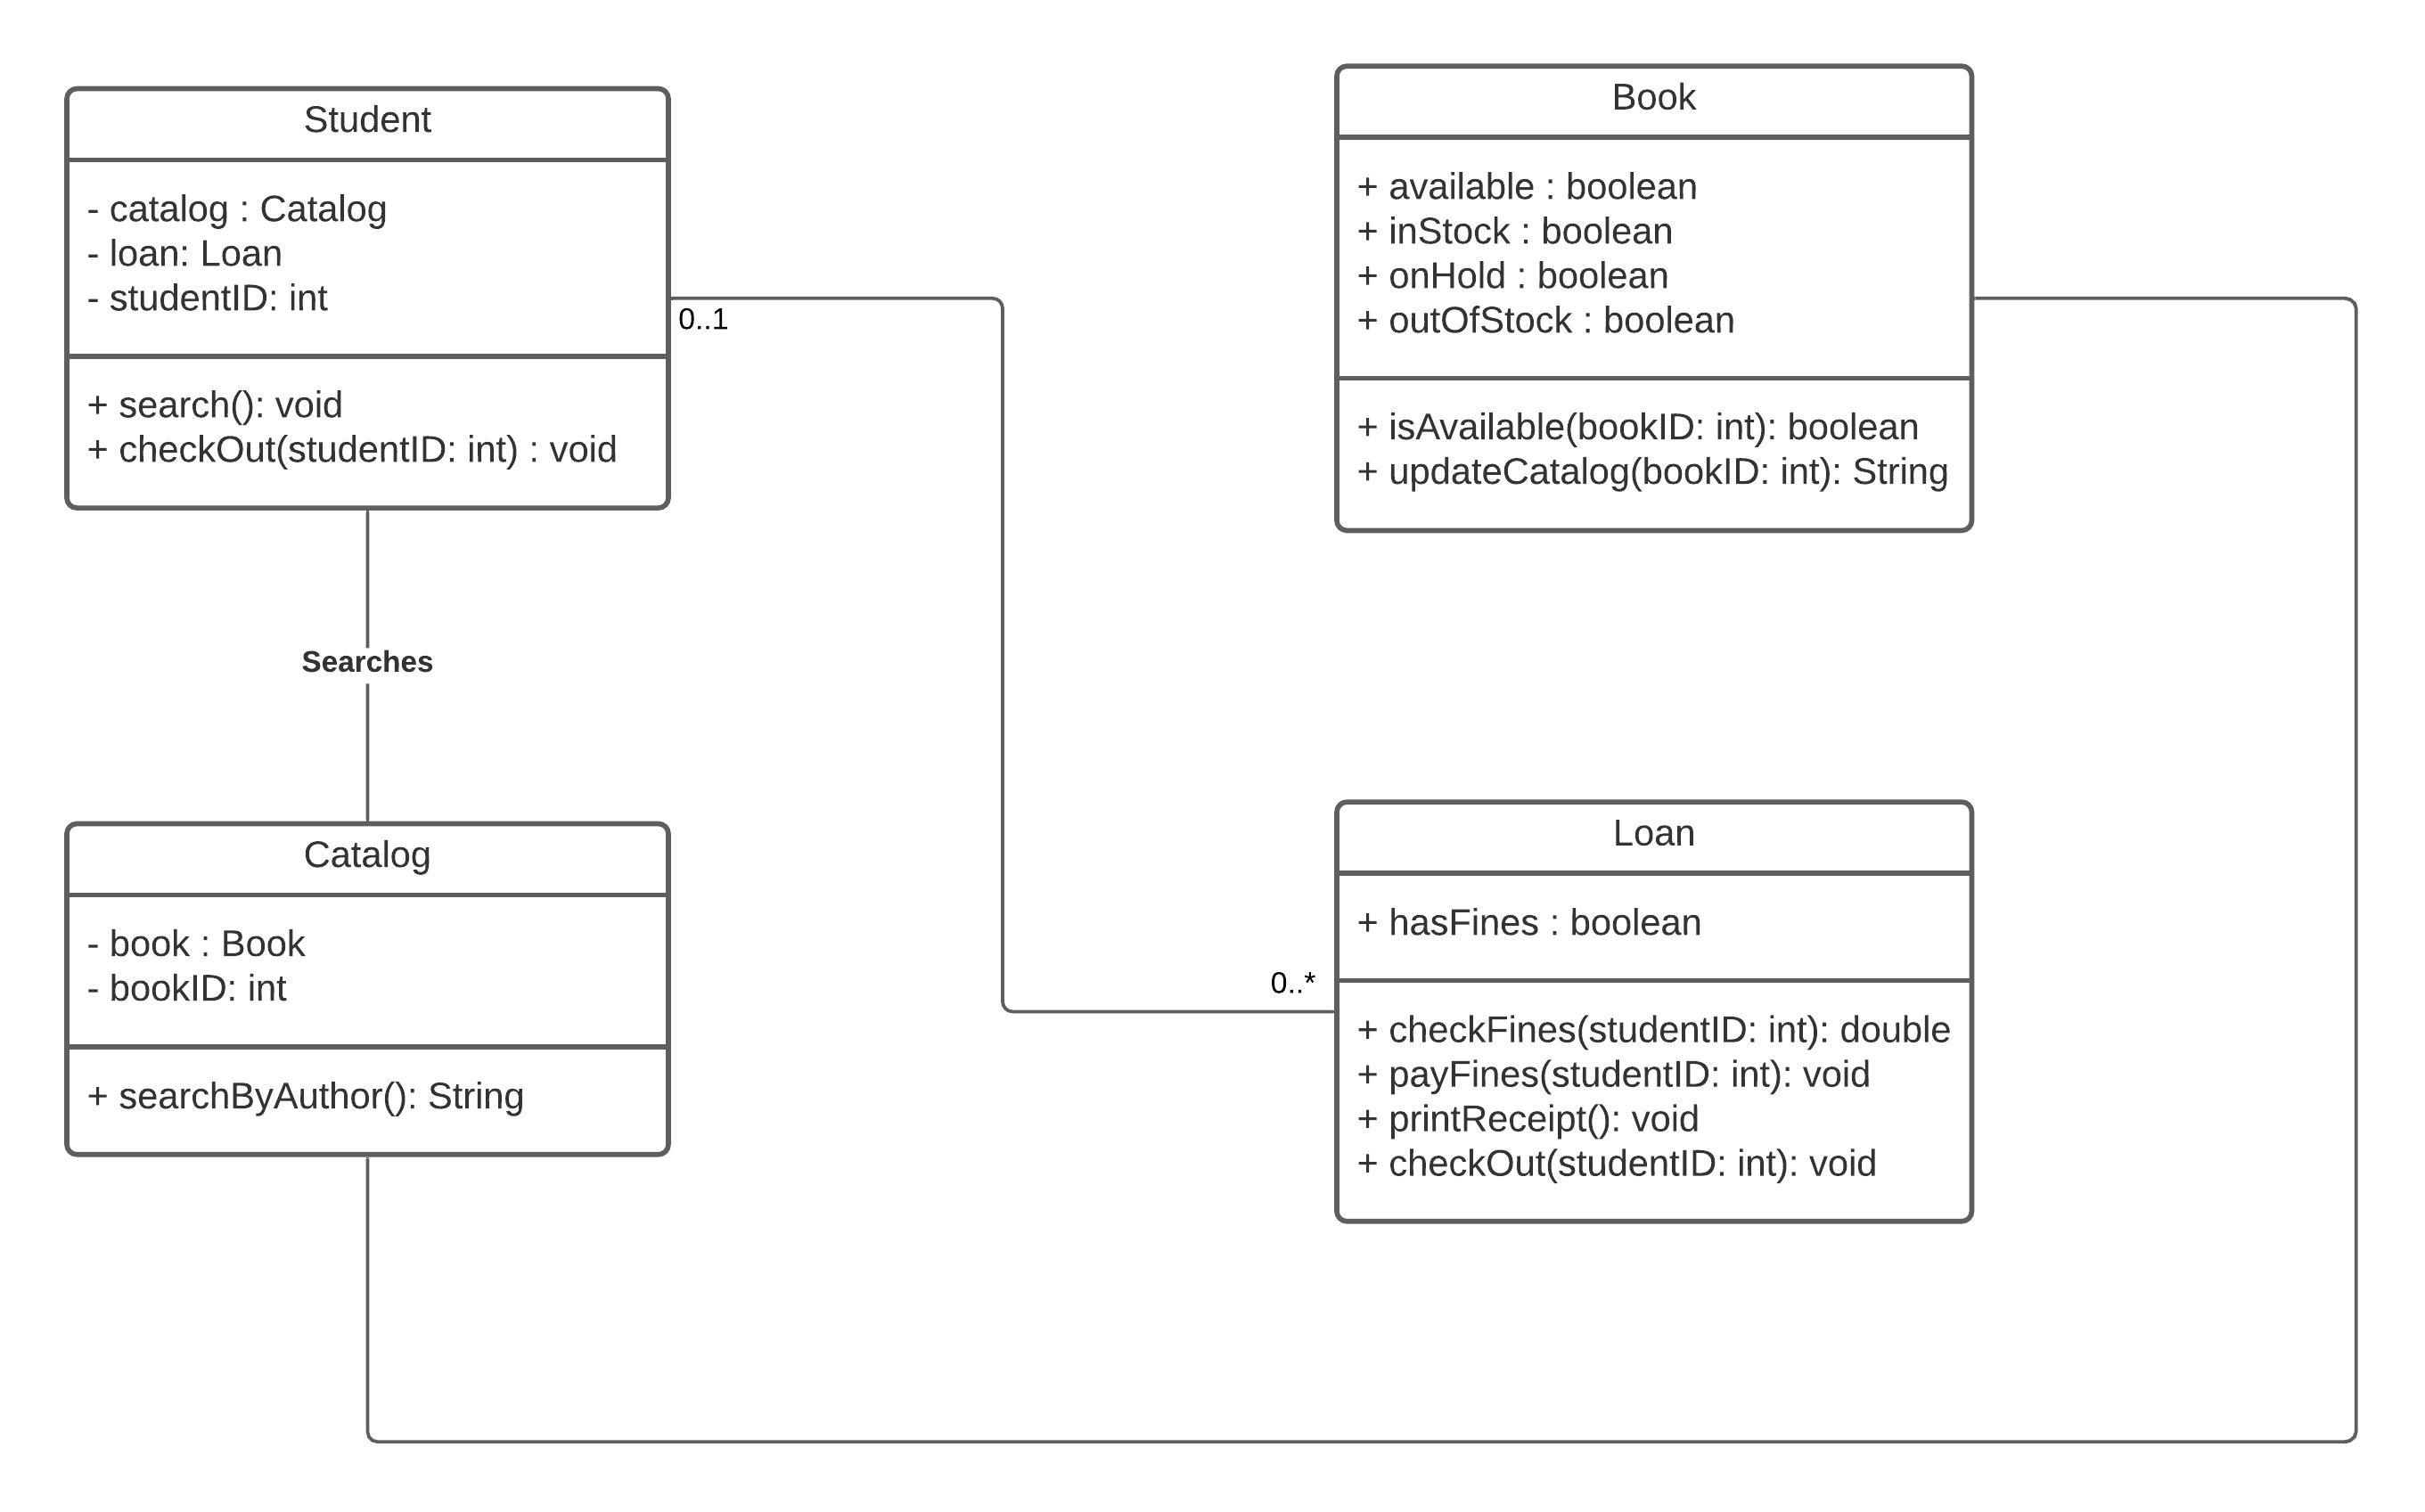 Student
- catalog : Catalog
- loan: Loan
- studentID: int
+ search(): void
+ checkOut(studentID: int) : void
0..1
Searches
Catalog
- book : Book
- bookID: int
+ searchByAuthor(): String
Book
+ available : boolean
+ inStock : boolean
+ onHold : boolean
+ outOfStock : boolean
+ isAvailable(bookID: int): boolean
+ updateCatalog(bookID: int): String
Loan
+ hasFines : boolean
0..*
+ checkFines(studentID: int): double
+ payFines(studentID: int): void
+ printReceipt(): void
+ checkOut(studentID: int): void